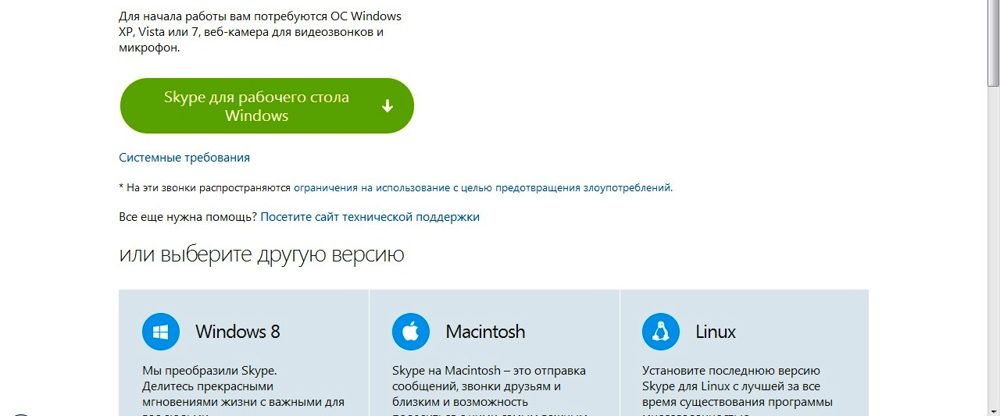 Для начала работы вам потребуются ОС Windows
XP, Vista или 7, веб-камера для видеозвонков и
микрофон.
Skype для рабочего стола
Windows
Системные требования
* На эти звонки распространяются ограничения на использование с целью предотвращения злоупотреблений.
Все еще нужна помощь? Посетите сайт технической поддержки
или выберите другую версию
Windows 8
Мы преобразили Skype.
Делитесь прекрасными
мгновениями жизни с важными для
Macintosh
Skype на Macintosh – это отправка
сообщений, звонки друзьям и
близким и возможность
Linux
Установите последнюю версию
Skype для Linux с лучшей за все
время существования программы